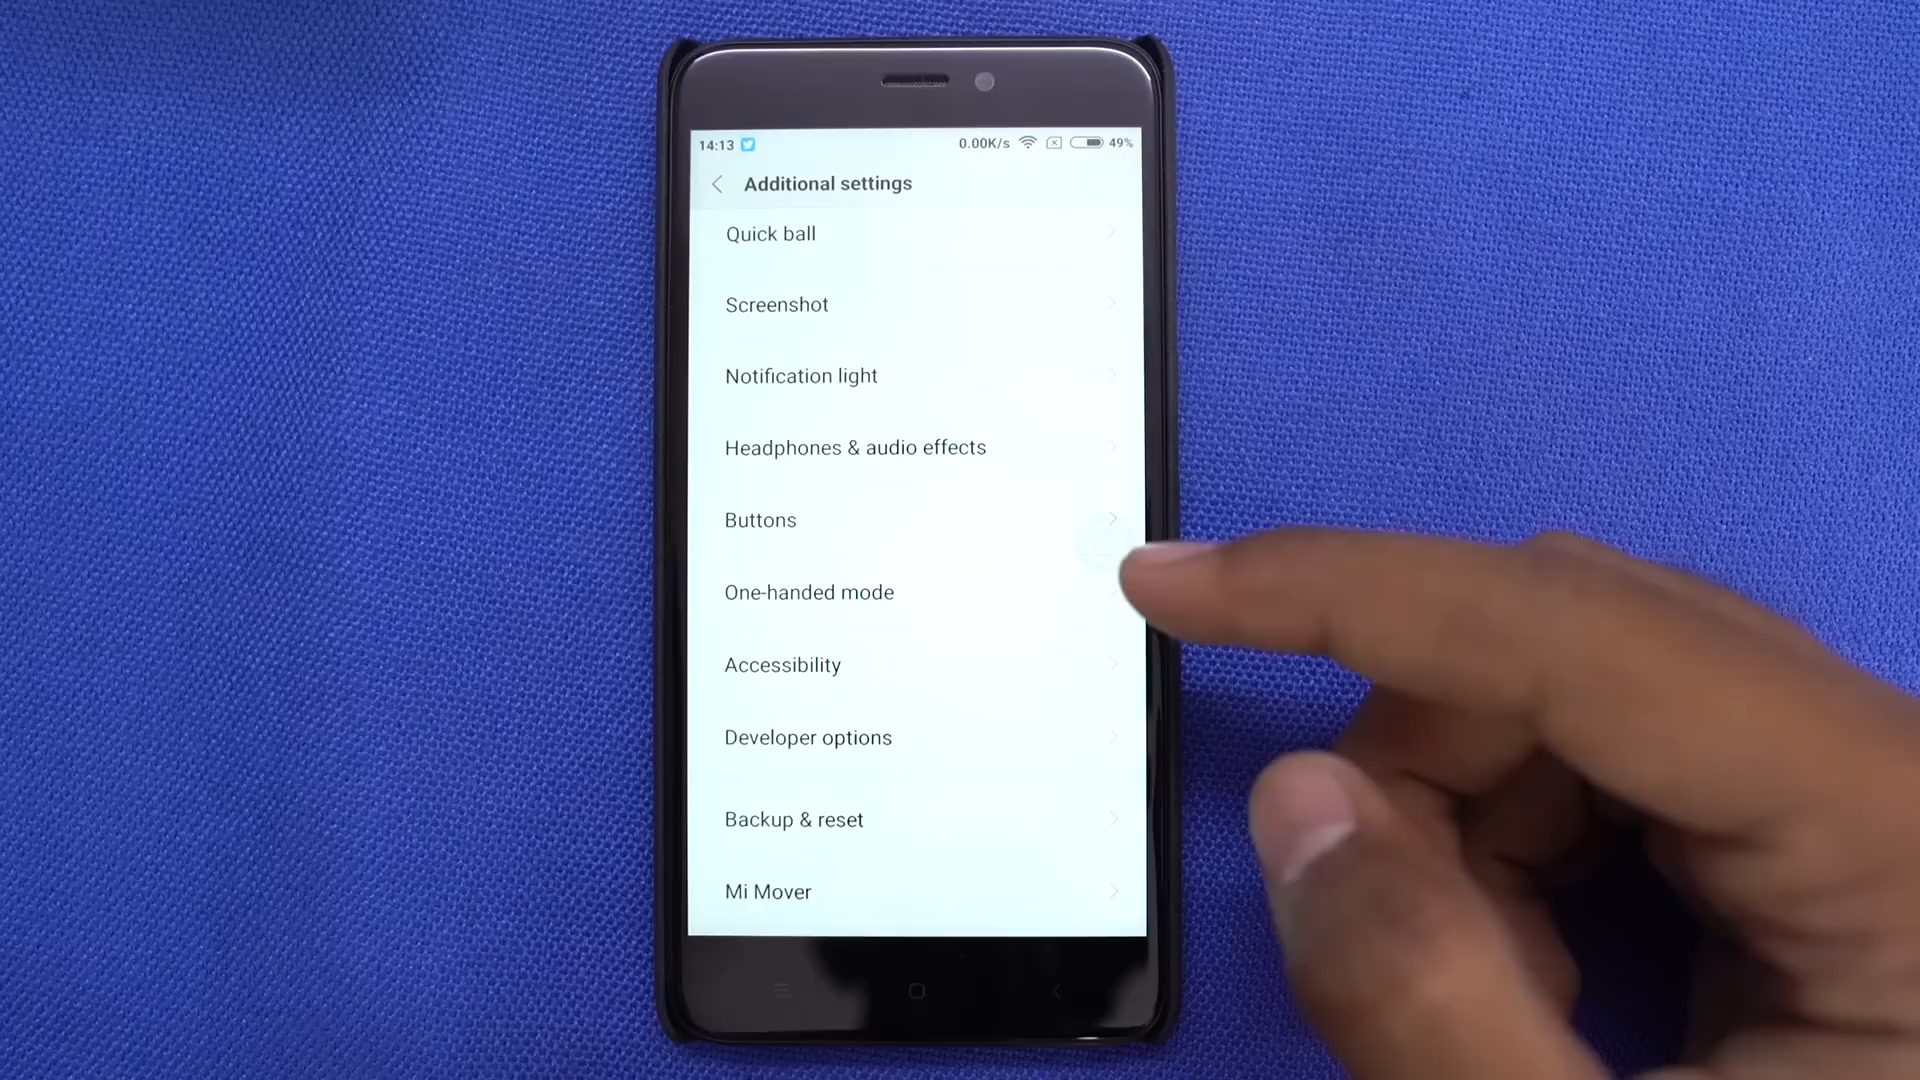 14:13 0.00K/s 49%
Additional settings
Quick ball
Screenshot
Notification light
Headphones & audio effects
Buttons
One-handed mode
Accessibility
Developer options
Backup & reset
Mi Mover